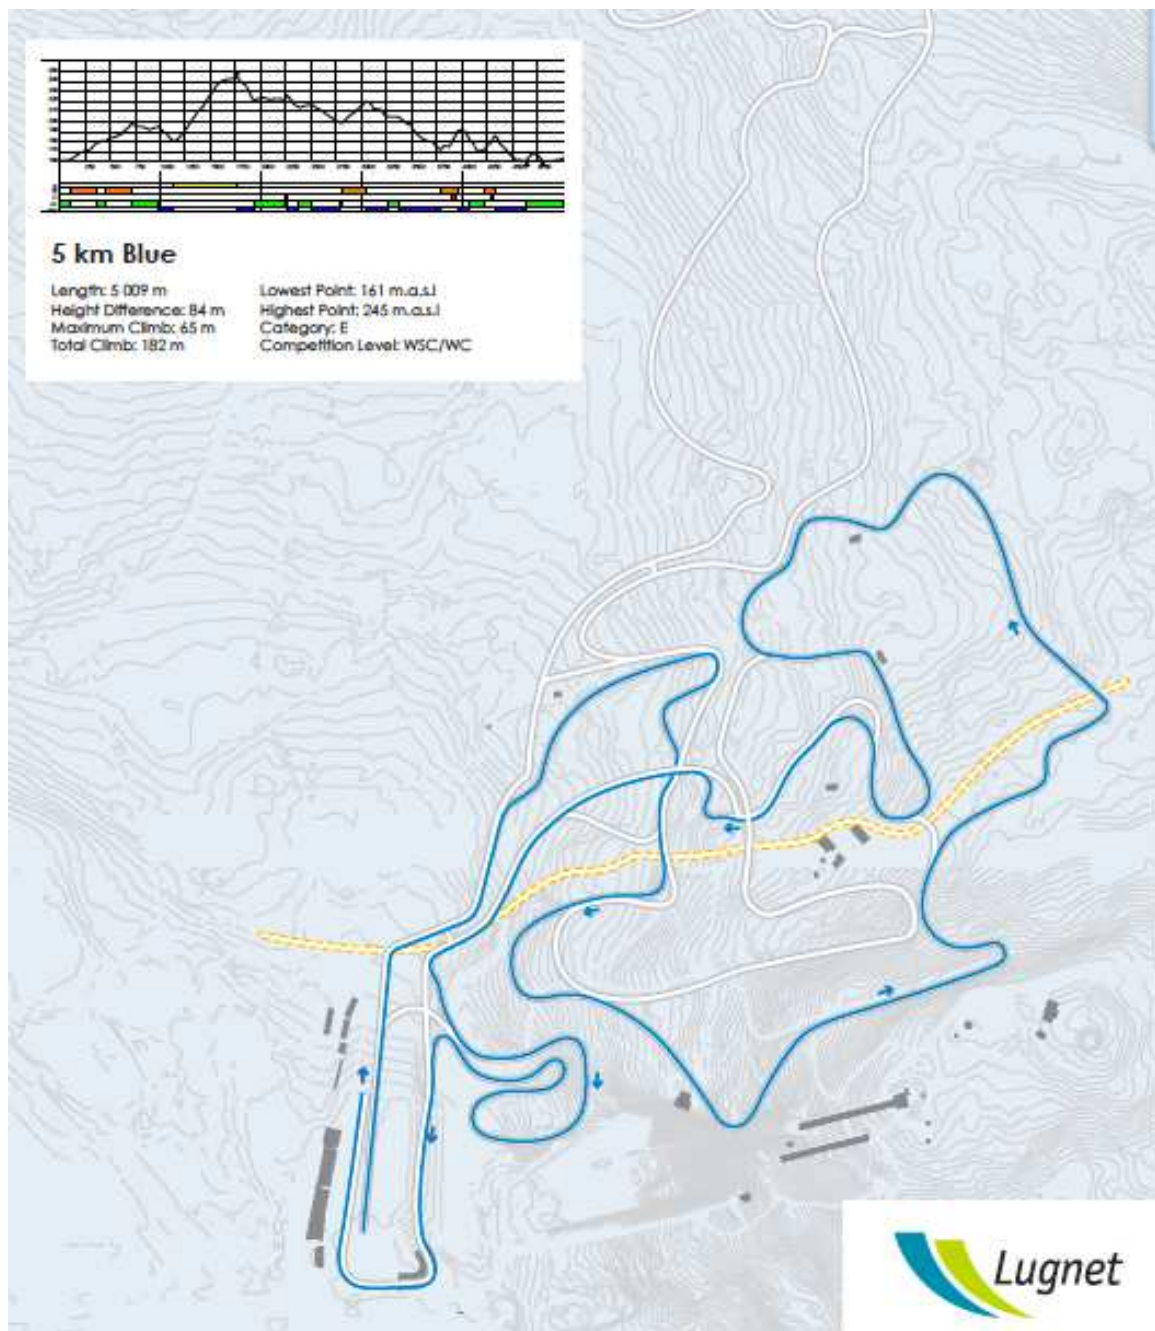 5 km Blue
Length: 5 009 m
Height Difference: 84 m
Maximum Climb: 65 m
Total Climb: 182 m
Lowest Point: 161 m.a.s.l
Highest Point: 245 m.a.s.l
Category: E
Competition Level: WSC/WC
Lugnet